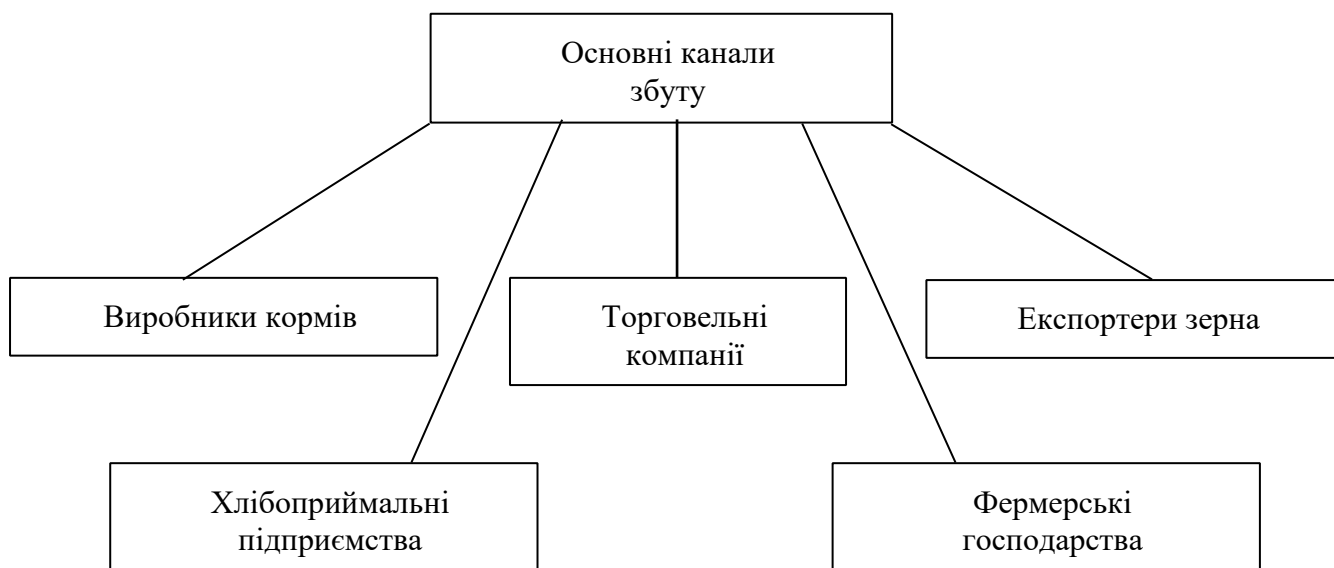 Основні канали
збуту
Виробники кормів
Торговельні
компанії
Експортери зерна
Хлібоприймальні
підприємства
Фермерські
господарства